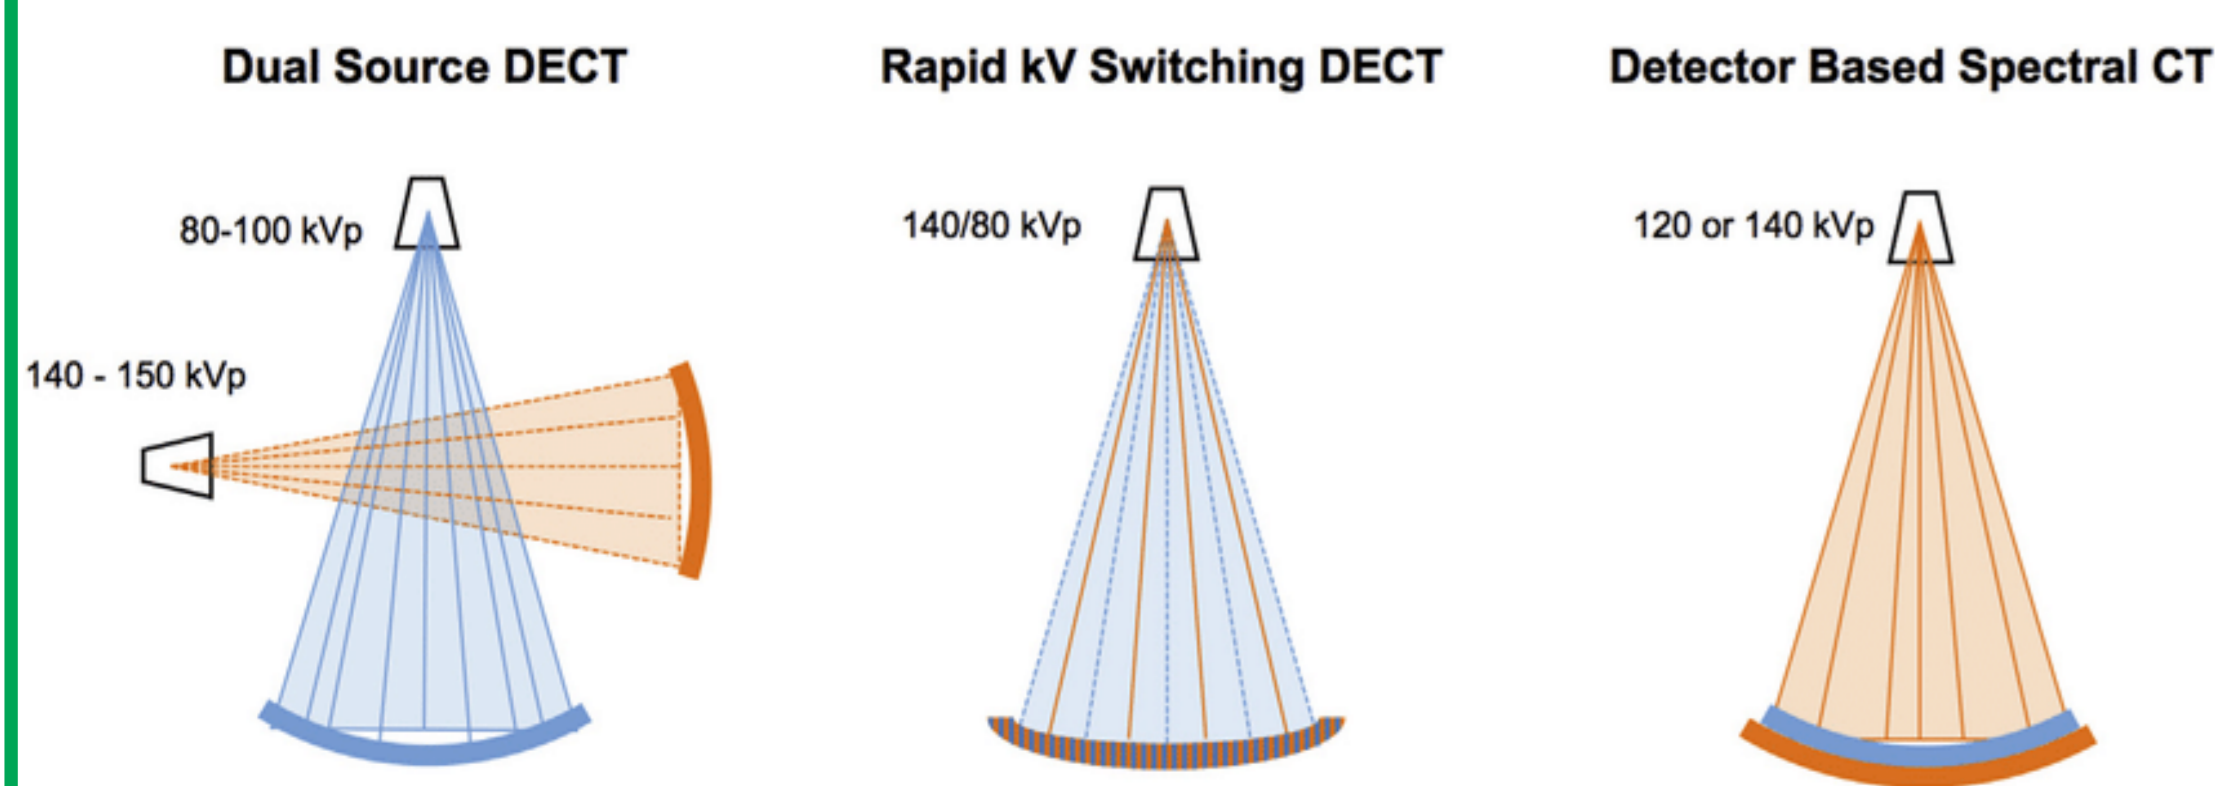 Dual Source DECT
80-100 kVp
140 - 150 kVp
Rapid kV Switching DECT
140/80 kVp
Detector Based Spectral CT
120 or 140 kVp